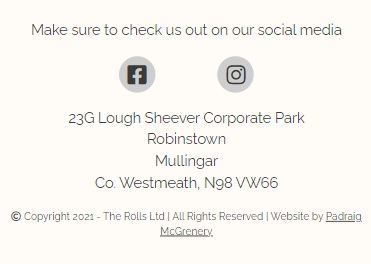 Make sure to check us out on our social media
23G Lough Sheever Corporate Park
Robinstown
Mullingar
Co. Westmeath, N98 VW66
© Copyright 2021 - The Rolls Ltd | All Rights Reserved | Website by Padraig
McGrenery